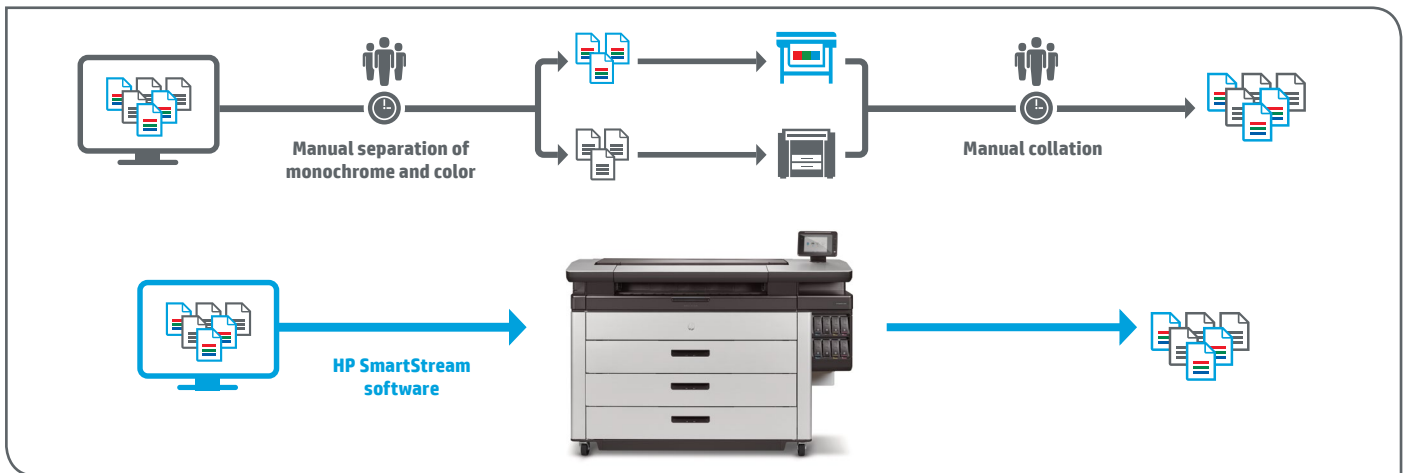 Manual separation of
monochrome and color
Manual collation
HP SmartStream
software